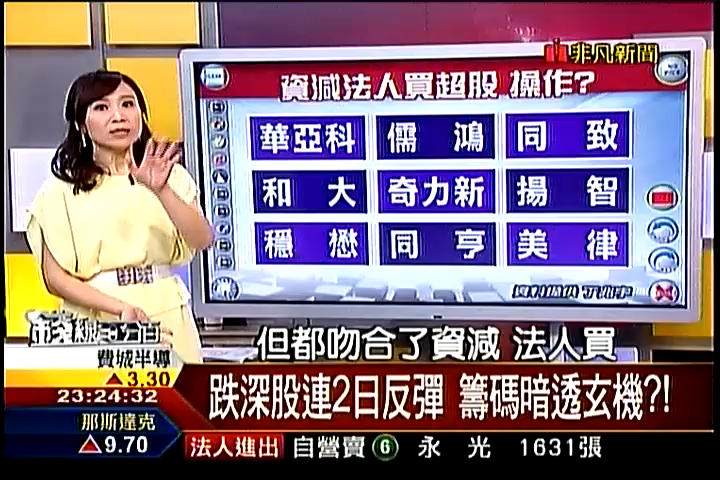 非凡新聞
資減法人買超股 操作?
華亞科 儒鴻 同致
和大 奇力新 揚智
穩懋 同亨 美律
但都吻合了資減 法人買
費城半導
▲3.30
23:24:32
跌深股連2日反彈 籌碼暗透玄機?!
那斯達克
▲9.70
法人進出 自營賣 6 永光 1631張